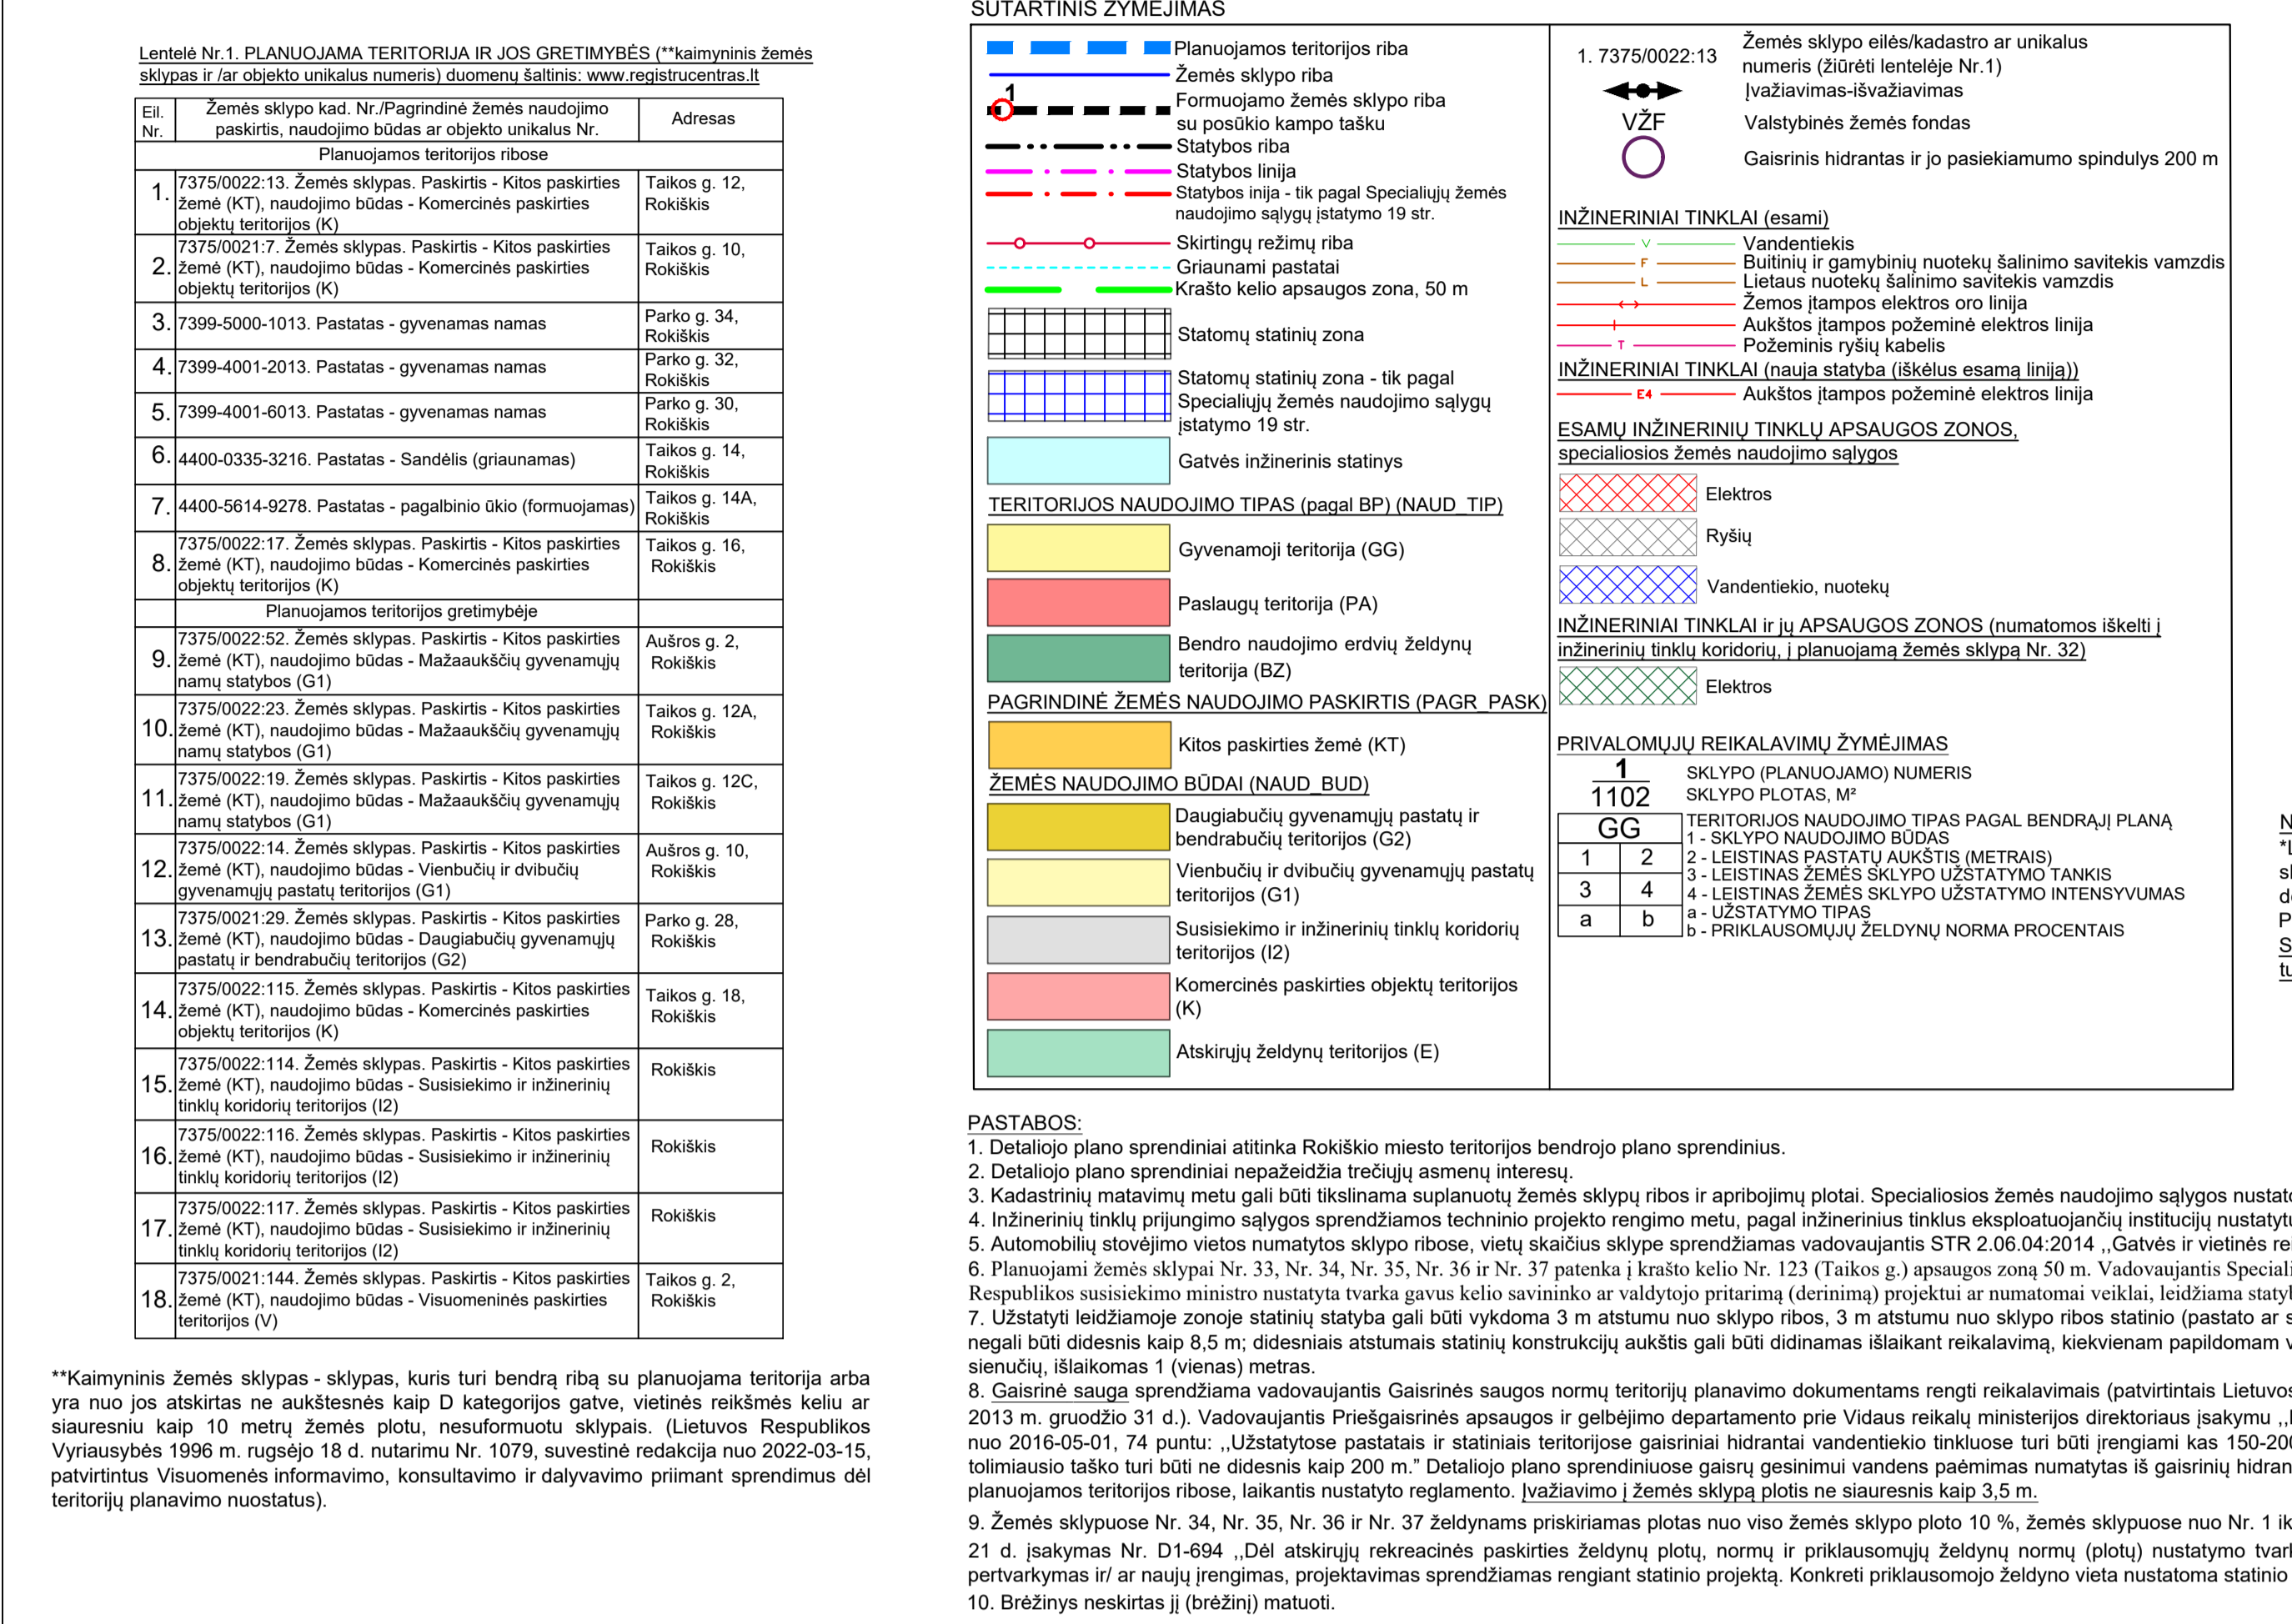 Lentelė Nr.1. PLANUOJAMA TERITORIJA IR JOS GRETIMYBĖS (**kaimyninis žemės
sklypas ir /ar objekto unikalus numeris) duomenų šaltinis: www.registrucentras.lt
Eil. Nr.
Žemės sklypo kad. Nr./Pagrindinė žemės naudojimo
paskirtis, naudojimo būdas ar objekto unikalus Nr.
Adresas
Planuojamos teritorijos ribose
1. 7375/0022:13. Žemės sklypas. Paskirtis - Kitos paskirties
žemė (KT), naudojimo būdas - Komercinės paskirties
objektų teritorijos (K)
Taikos g. 12,
Rokiškis
2. 7375/0021:7. Žemės sklypas. Paskirtis - Kitos paskirties
žemė (KT), naudojimo būdas - Komercinės paskirties
objektų teritorijos (K)
Taikos g. 10,
Rokiškis
3. 7399-5000-1013. Pastatas - gyvenamas namas
Parko g. 34,
Rokiškis
4. 7399-4001-2013. Pastatas - gyvenamas namas
Parko g. 32,
Rokiškis
5. 7399-4001-6013. Pastatas - gyvenamas namas
Parko g. 30,
Rokiškis
6. 4400-0335-3216. Pastatas - Sandėlis (griaunamas)
Taikos g. 14,
Rokiškis
7. 4400-5614-9278. Pastatas - pagalbinio ūkio (formuojamas)
Taikos g. 14A,
Rokiškis
8. 7375/0022:17. Žemės sklypas. Paskirtis - Kitos paskirties
žemė (KT), naudojimo būdas - Komercinės paskirties
objektų teritorijos (K)
Taikos g. 16,
Rokiškis
Planuojamos teritorijos gretimybėje
9. 7375/0022:52. Žemės sklypas. Paskirtis - Kitos paskirties
žemė (KT), naudojimo būdas - Mažaaukščių gyvenamųjų
namų statybos (G1)
Aušros g. 2,
Rokiškis
10. 7375/0022:23. Žemės sklypas. Paskirtis - Kitos paskirties
žemė (KT), naudojimo būdas - Mažaaukščių gyvenamųjų
namų statybos (G1)
Taikos g. 12A,
Rokiškis
11. 7375/0022:19. Žemės sklypas. Paskirtis - Kitos paskirties
žemė (KT), naudojimo būdas - Mažaaukščių gyvenamųjų
namų statybos (G1)
Taikos g. 12C,
Rokiškis
12. 7375/0022:14. Žemės sklypas. Paskirtis - Kitos paskirties
žemė (KT), naudojimo būdas - Vienbučių ir dvibučių
gyvenamųjų pastatų teritorijos (G1)
Aušros g. 10,
Rokiškis
13. 7375/0021:29. Žemės sklypas. Paskirtis - Kitos paskirties
žemė (KT), naudojimo būdas - Daugiabučių gyvenamųjų
pastatų ir bendrabučių teritorijos (G2)
Parko g. 28,
Rokiškis
14. 7375/0022:115. Žemės sklypas. Paskirtis - Kitos paskirties
žemė (KT), naudojimo būdas - Komercinės paskirties
objektų teritorijos (K)
Taikos g. 18,
Rokiškis
15. 7375/0022:114. Žemės sklypas. Paskirtis - Kitos paskirties
žemė (KT), naudojimo būdas - Susisiekimo ir inžinerinių
tinklų koridorių teritorijos (I2)
Rokiškis
16. 7375/0022:116. Žemės sklypas. Paskirtis - Kitos paskirties
žemė (KT), naudojimo būdas - Susisiekimo ir inžinerinių
tinklų koridorių teritorijos (I2)
Rokiškis
17. 7375/0022:117. Žemės sklypas. Paskirtis - Kitos paskirties
žemė (KT), naudojimo būdas - Susisiekimo ir inžinerinių
tinklų koridorių teritorijos (I2)
Rokiškis
18. 7375/0021:144. Žemės sklypas. Paskirtis - Kitos paskirties
žemė (KT), naudojimo būdas - Visuomeninės paskirties
teritorijos (V)
Taikos g. 2,
Rokiškis
**Kaimyninis žemės sklypas - sklypas, kuris turi bendrą ribą su planuojama teritorija arba
yra nuo jos atskirtas ne aukštesnės kaip D kategorijos gatve, vietinės reikšmės keliu ar
siauresniu kaip 10 metrų žemės plotu, nesuformuotu sklypais. (Lietuvos Respublikos
Vyriausybės 1996 m. rugsėjo 18 d. nutarimu Nr. 1079, suvestinė redakcija nuo 2022-03-15,
patvirtintus Visuomenės informavimo, konsultavimo ir dalyvavimo priimant sprendimus dėl
teritorijų planavimo nuostatus).
SUTARTINIS ŽYMĖJIMAS
Planuojamos teritorijos riba
Žemės sklypo riba
1
Formuojamo žemės sklypo riba
su posūkio kampo tašku
Statybos riba
Statybos linija
Statybos inija - tik pagal Specialiųjų žemės
naudojimo sąlygų įstatymo 19 str.
Skirtingų režimų riba
Griaunami pastatai
Krašto kelio apsaugos zona, 50 m
Statomų statinių zona
Statomų statinių zona - tik pagal
Specialiųjų žemės naudojimo sąlygų
įstatymo 19 str.
Gatvės inžinerinis statinys
TERITORIJOS NAUDOJIMO TIPAS (pagal BP) (NAUD_TIP)
Gyvenamoji teritorija (GG)
Paslaugų teritorija (PA)
Bendro naudojimo erdvių želdynų
teritorija (BZ)
PAGRINDINĖ ŽEMĖS NAUDOJIMO PASKIRTIS (PAGR_PASK)
Kitos paskirties žemė (KT)
ŽEMĖS NAUDOJIMO BŪDAI (NAUD_BUD)
Daugiabučių gyvenamųjų pastatų ir
bendrabučių teritorijos (G2)
Vienbučių ir dvibučių gyvenamųjų pastatų
teritorijos (G1)
Susisiekimo ir inžinerinių tinklų koridorių
teritorijos (I2)
Komercinės paskirties objektų teritorijos
(K)
Atskirųjų želdynų teritorijos (E)
1. 7375/0022:13
Žemės sklypo eilės/kadastro ar unikalus
numeris (žiūrėti lentelėje Nr.1)
Įvažiavimas-išvažiavimas
VŽF Valstybinės žemės fondas
Gaisrinis hidrantas ir jo pasiekiamumo spindulys 200 m
INŽINERINIAI TINKLAI (esami)
V Vandentiekis
F Buitinių ir gamybinių nuotekų šalinimo savitekis vamzdis
L Lietaus nuotekų šalinimo savitekis vamzdis
Žemos įtampos elektros oro linija
Aukštos įtampos požeminė elektros linija
T Požeminis ryšių kabelis
INŽINERINIAI TINKLAI (nauja statyba (iškėlus esamą liniją))
E4 Aukštos įtampos požeminė elektros linija
ESAMŲ INŽINERINIŲ TINKLŲ APSAUGOS ZONOS,
specialiosios žemės naudojimo sąlygos
Elektros
Ryšių
Vandentiekio, nuotekų
INŽINERINIAI TINKLAI ir jų APSAUGOS ZONOS (numatomos iškelti į
inžinerinių tinklų koridorių, į planuojamą žemės sklypą Nr. 32)
Elektros
PRIVALOMŲJŲ REIKALAVIMŲ ŽYMĖJIMAS
1 SKLYPO (PLANUOJAMO) NUMERIS
1102 SKLYPO PLOTAS, M²
GG
1 2
3 4
a b
TERITORIJOS NAUDOJIMO TIPAS PAGAL BENDRĄJĮ PLANĄ
1 - SKLYPO NAUDOJIMO BŪDAS
2 - LEISTINAS PASTATŲ AUKŠTIS (METRAIS)
3 - LEISTINAS ŽEMĖS SKLYPO UŽSTATYMO TANKIS
4 - LEISTINAS ŽEMĖS SKLYPO UŽSTATYMO INTENSYVUMAS
a - UŽSTATYMO TIPAS
b - PRIKLAUSOMŲJŲ ŽELDYNŲ NORMA PROCENTAIS
PASTABOS:
1. Detaliojo plano sprendiniai atitinka Rokiškio miesto teritorijos bendrojo plano sprendinius.
2. Detaliojo plano sprendiniai nepažeidžia trečiųjų asmenų interesų.
3. Kadastrinių matavimų metu gali būti tikslinama suplanuotų žemės sklypų ribos ir apribojimų plotai. Specialiosios žemės naudojimo sąlygos
4. Inžinerinių tinklų prijungimo sąlygos sprendžiamos techninio projekto rengimo metu, pagal inžinerinius tinklus eksploatuojančių institucijų
5. Automobilių stovėjimo vietos numatytos sklypo ribose, vietų skaičius sklype sprendžiamas vadovaujantis STR 2.06.04:2014 ,,Gatvės ir vietinės
6. Planuojami žemės sklypai Nr. 33, Nr. 34, Nr. 35, Nr. 36 ir Nr. 37 patenka į krašto kelio Nr. 123 (Taikos g.) apsaugos zoną 50 m. Vadovaujantis
Respublikos susisiekimo ministro nustatyta tvarka gavus kelio savininko ar valdytojo pritarimą (derinimą) projektui ar numatomai veiklai, leidžiama
7. Užstatyti leidžiamoje zonoje statinių statyba gali būti vykdoma 3 m atstumu nuo sklypo ribos, 3 m atstumu nuo sklypo ribos statinio (pastato ar
negali būti didesnis kaip 8,5 m; didesniais atstumais statinių konstrukcijų aukštis gali būti didinamas išlaikant reikalavimą, kiekvienam papildomam
sienučių, išlaikomas 1 (vienas) metras.
8. Gaisrinė sauga sprendžiama vadovaujantis Gaisrinės saugos normų teritorijų planavimo dokumentams rengti reikalavimais (patvirtintais Lietuvos
2013 m. gruodžio 31 d.). Vadovaujantis Priešgaisrinės apsaugos ir gelbėjimo departamento prie Vidaus reikalų ministerijos direktoriaus įsakymu
nuo 2016-05-01, 74 puntu: ,,Užstatytose pastatais ir statiniais teritorijose gaisriniai hidrantai vandentiekio tinkluose turi būti įrengiami kas
tolimiausio taško turi būti ne didesnis kaip 200 m.” Detaliojo plano sprendiniuose gaisrų gesinimui vandens paėmimas numatytas iš gaisrinių
planuojamos teritorijos ribose, laikantis nustatyto reglamento. Įvažiavimo į žemės sklypą plotis ne siauresnis kaip 3,5 m.
9. Žemės sklypuose Nr. 34, Nr. 35, Nr. 36 ir Nr. 37 želdynams priskiriamas plotas nuo viso žemės sklypo ploto 10 %, žemės sklypuose nuo Nr. 1
21 d. įsakymas Nr. D1-694 ,,Dėl atskirųjų rekreacinės paskirties želdynų plotų, normų ir priklausomųjų želdynų normų (plotų) nustatymo
pertvarkymas ir/ ar naujų įrengimas, projektavimas sprendžiamas rengiant statinio projektą. Konkreti priklausomojo želdyno vieta nustatoma statinio
10. Brėžinys neskirtas jį (brėžinį) matuoti.